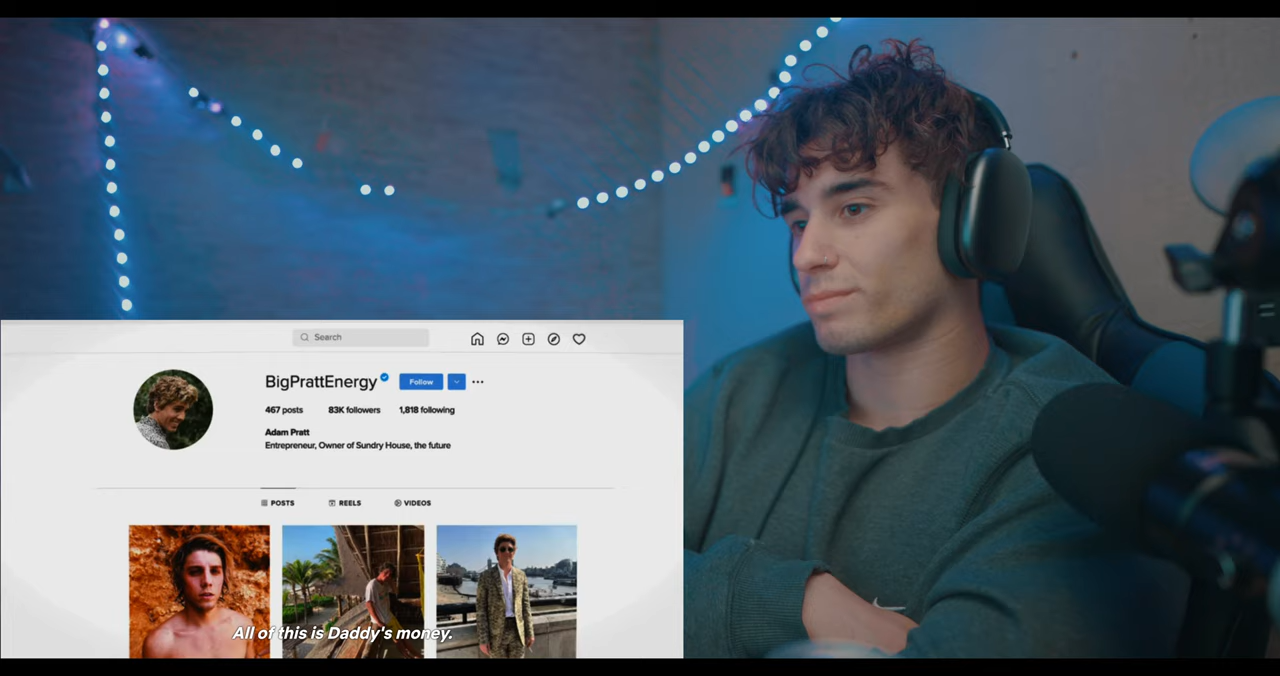 Search
BigPrattEnergy
Follow
467 posts 83K followers 1,818 following
Adam Pratt
Entrepreneur, Owner of Sundry House, the future
POSTS REELS VIDEOS
All of this is Daddy's money.